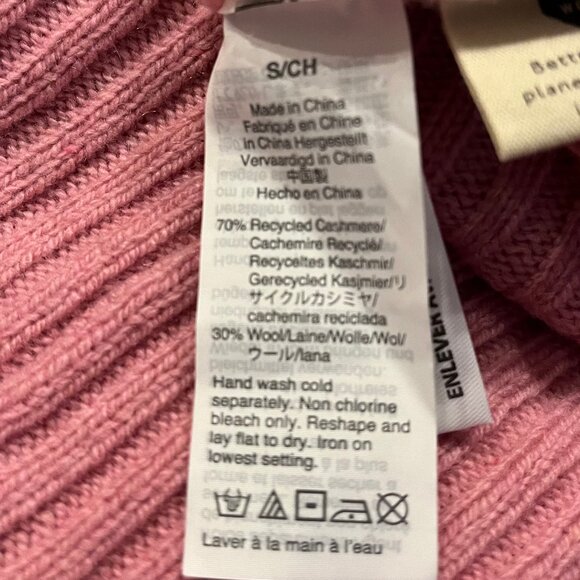 S/CH
Made in China
Fabriqué en Chine
In China Hergestellt
Vervaardigd in China
中国製
Hecho en China
70% Recycled Cashmere/
Cachemire Recyclé/
Recyceltes Kaschmir/
Gerecycled Kasjmier/リ
サイクルカシミヤ/
cachemira reciclada
30% Wool/Laine/Wolle/Wol/
ウール/lana
Hand wash cold
separately. Non chlorine
bleach only. Reshape and
lay flat to dry. Iron on
lowest setting.
Laver à la main à l'eau
ENLEVER
Bett
plane